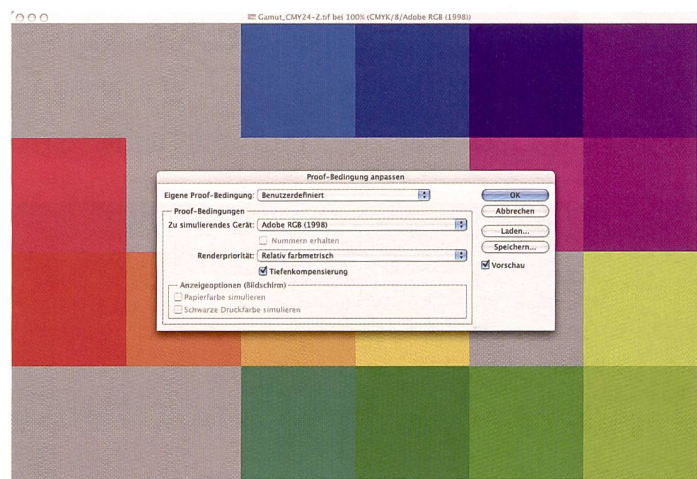 Gamut_CMY24-Z.tif bei 100% (CMYK/8/Adobe RGB (1998))
Proof-Bedingung anpassen
Eigene Proof-Bedingung: Benutzerdefiniert
OK
Proof-Bedingungen
Abbrechen
Zu simulierendes Gerät: Adobe RGB (1998)
Laden...
Nummern erhalten
Speichern...
Renderpriorität: Relativ farbmetrisch
Vorschau
Tiefenkompensierung
Anzeigeoptionen (Bildschirm)
Papierfarbe simulieren
Schwarze Druckfarbe simulieren